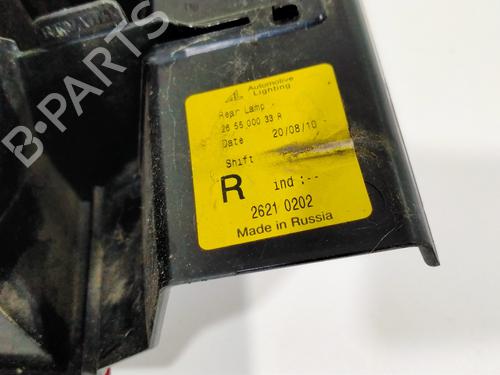 Automotive
Lighting
Rear Lamp
26 55 000 33 R
Date 20/08/10
Shift
R ind :--
2621 0202
Made in Russia
B-PARTS